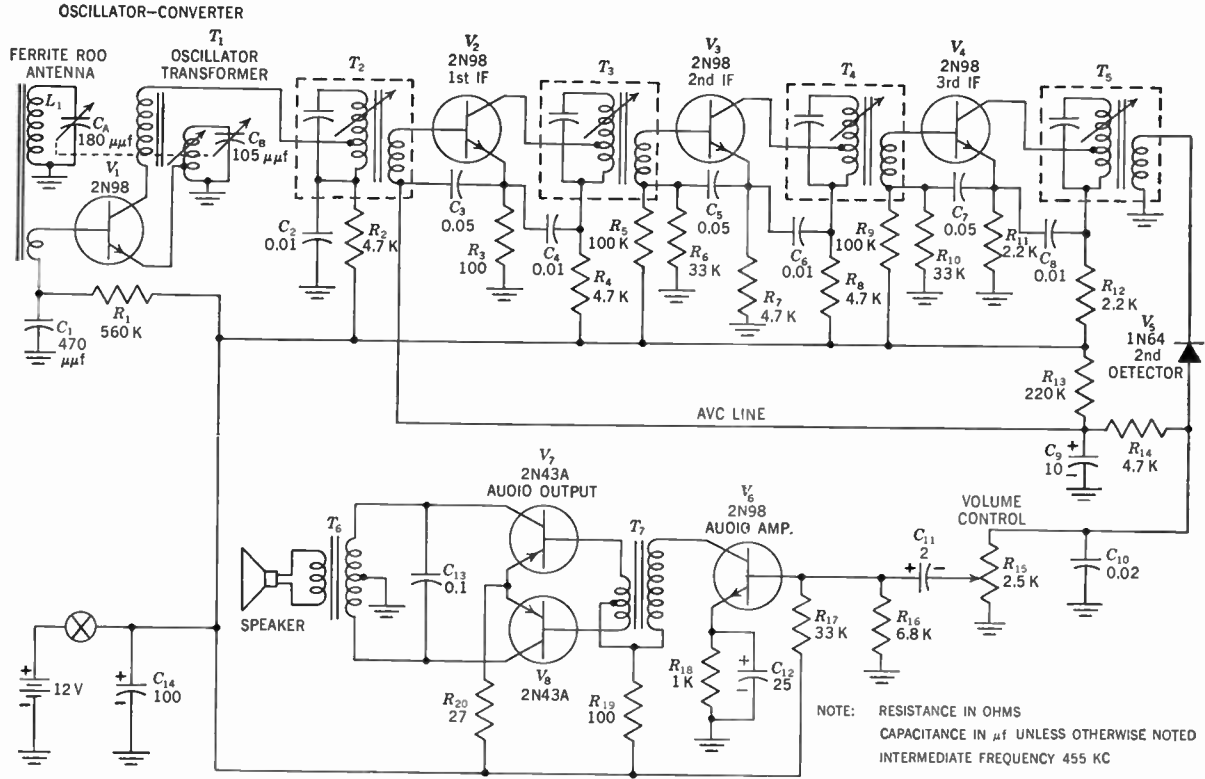 OSCILLATOR-CONVERTER
FERRITE ROD
ANTENNA
T1
OSCILLATOR
TRANSFORMER
L1
CA
180 μμf
CB
105 μμf
V1
2N98
T2
V2
2N98
1st IF
T3
V3
2N98
2nd IF
T4
V4
2N98
3rd IF
T5
C1
470
μμf
R1
560 K
C2
0.01
R2
4.7 K
C3
0.05
R3
100
C4
0.01
R4
4.7 K
R5
100 K
R6
33 K
C5
0.05
R7
4.7 K
C6
0.01
R8
4.7 K
R9
100 K
R10
33 K
C7
0.05
R11
2.2 K
C8
0.01
R12
2.2 K
V5
1N64
2nd
DETECTOR
R13
220 K
AVC LINE
+
C9
10
-
R14
4.7 K
V7
2N43A
AUDIO OUTPUT
V6
2N98
AUDIO AMP.
VOLUME
CONTROL
T6
T7
SPEAKER
C13
0.1
V8
2N43A
C11
2
+ -
R15
2.5 K
C10
0.02
R17
33 K
R16
6.8 K
R18
1 K
+
C12
25
-
R20
27
R19
100
+
12 V
-
+
C14
100
-
NOTE: RESISTANCE IN OHMS
CAPACITANCE IN μf UNLESS OTHERWISE NOTED
INTERMEDIATE FREQUENCY 455 KC